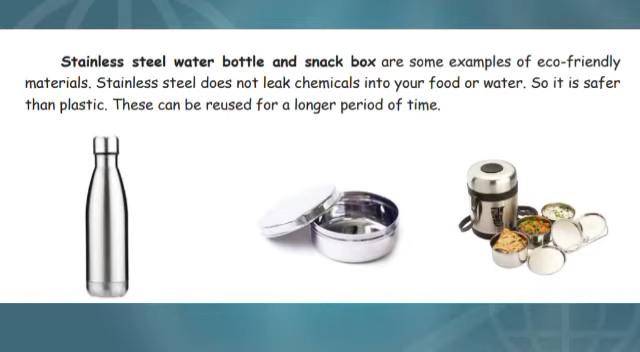 Stainless steel water bottle and snack box are some examples of eco-friendly
materials. Stainless steel does not leak chemicals into your food or water. So it is safer
than plastic. These can be reused for a longer period of time.